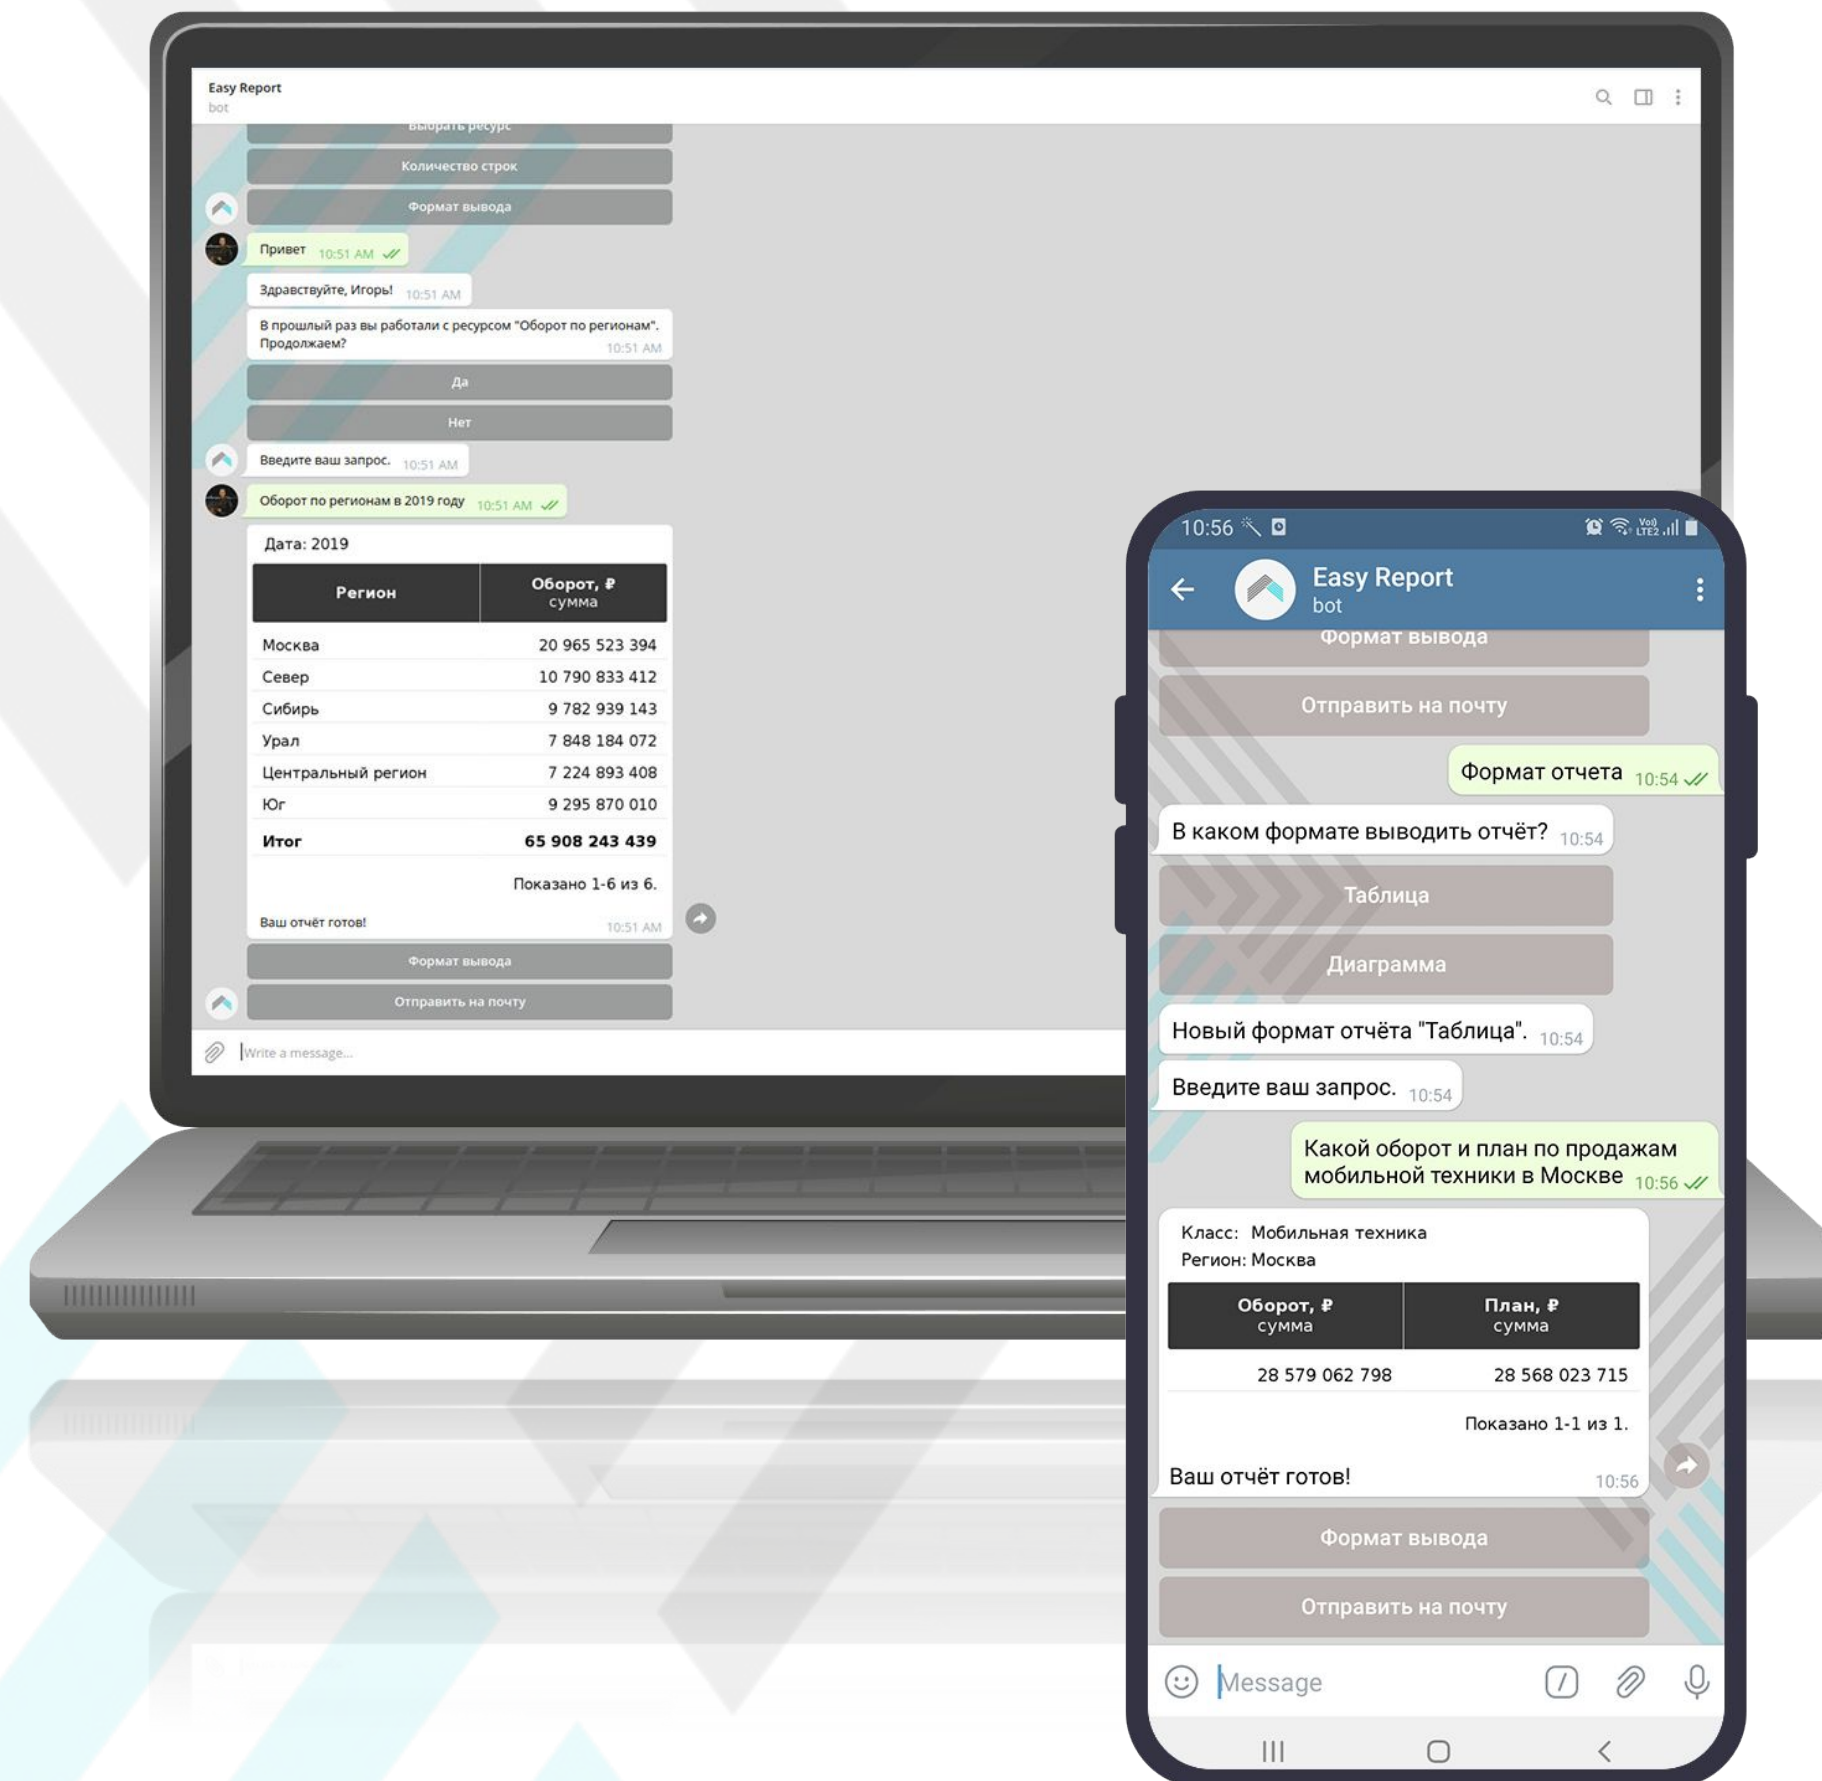 Easy Report
bot
Выбрать ресурс
Количество строк
Формат вывода
Привет 10:51 AM
Здравствуйте, Игорь! 10:51 AM
В прошлый раз вы работали с ресурсом "Оборот по регионам".
Продолжаем? 10:51 AM
Да
Нет
Введите ваш запрос. 10:51 AM
Оборот по регионам в 2019 году 10:51 AM
Дата: 2019
Регион Оборот, ₽
сумма
Москва 20 965 523 394
Север 10 790 833 412
Сибирь 9 782 939 143
Урал 7 848 184 072
Центральный регион 7 224 893 408
Юг 9 295 870 010
Итог 65 908 243 439
Показано 1-6 из 6.
Ваш отчёт готов! 10:51 AM
Формат вывода
Отправить на почту
Write a message...
10:56 Vo)) LTE2
Easy Report
bot
Формат вывода
Отправить на почту
Формат отчета 10:54
В каком формате выводить отчёт? 10:54
Таблица
Диаграмма
Новый формат отчёта "Таблица". 10:54
Введите ваш запрос. 10:54
Какой оборот и план по продажам
мобильной техники в Москве 10:56
Класс: Мобильная техника
Регион: Москва
Оборот, ₽ План, ₽
сумма сумма
28 579 062 798 28 568 023 715
Показано 1-1 из 1.
Ваш отчёт готов! 10:56
Формат вывода
Отправить на почту
Message